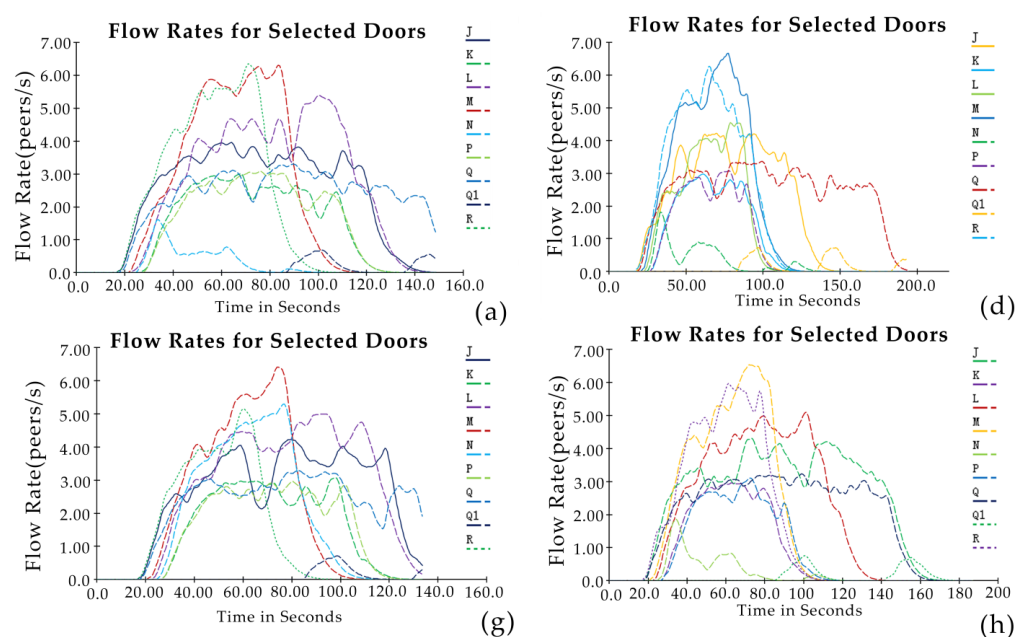 Flow Rates for Selected Doors
Flow Rate(peers/s)
7.00
6.00
5.00
4.00
3.00
2.00
1.00
0.0
0.0 20.00 40.00 60.00 80.00 100.0 120.0 140.0 160.0
Time in Seconds
J
K
L
M
N
P
Q
Q1
R
(a)
Flow Rates for Selected Doors
Flow Rate(peers/s)
7.00
6.00
5.00
4.00
3.00
2.00
1.00
0.0
0.0 50.00 100.0 150.0 200.0
Time in Seconds
J
K
L
M
N
P
Q
Q1
R
(d)
Flow Rates for Selected Doors
Flow Rate(peers/s)
7.00
6.00
5.00
4.00
3.00
2.00
1.00
0.0
0.0 20.00 40.00 60.00 80.00 100.0 120.0 140.0 160.0
Time in Seconds
J
K
L
M
N
P
Q
Q1
R
(g)
Flow Rates for Selected Doors
Flow Rate(peers/s)
7.00
6.00
5.00
4.00
3.00
2.00
1.00
0.00
0.0 20.0 40.0 60.0 80.0 100.0 120 140 160 180 200
Time in Seconds
J
K
L
M
N
P
Q
Q1
R
(h)